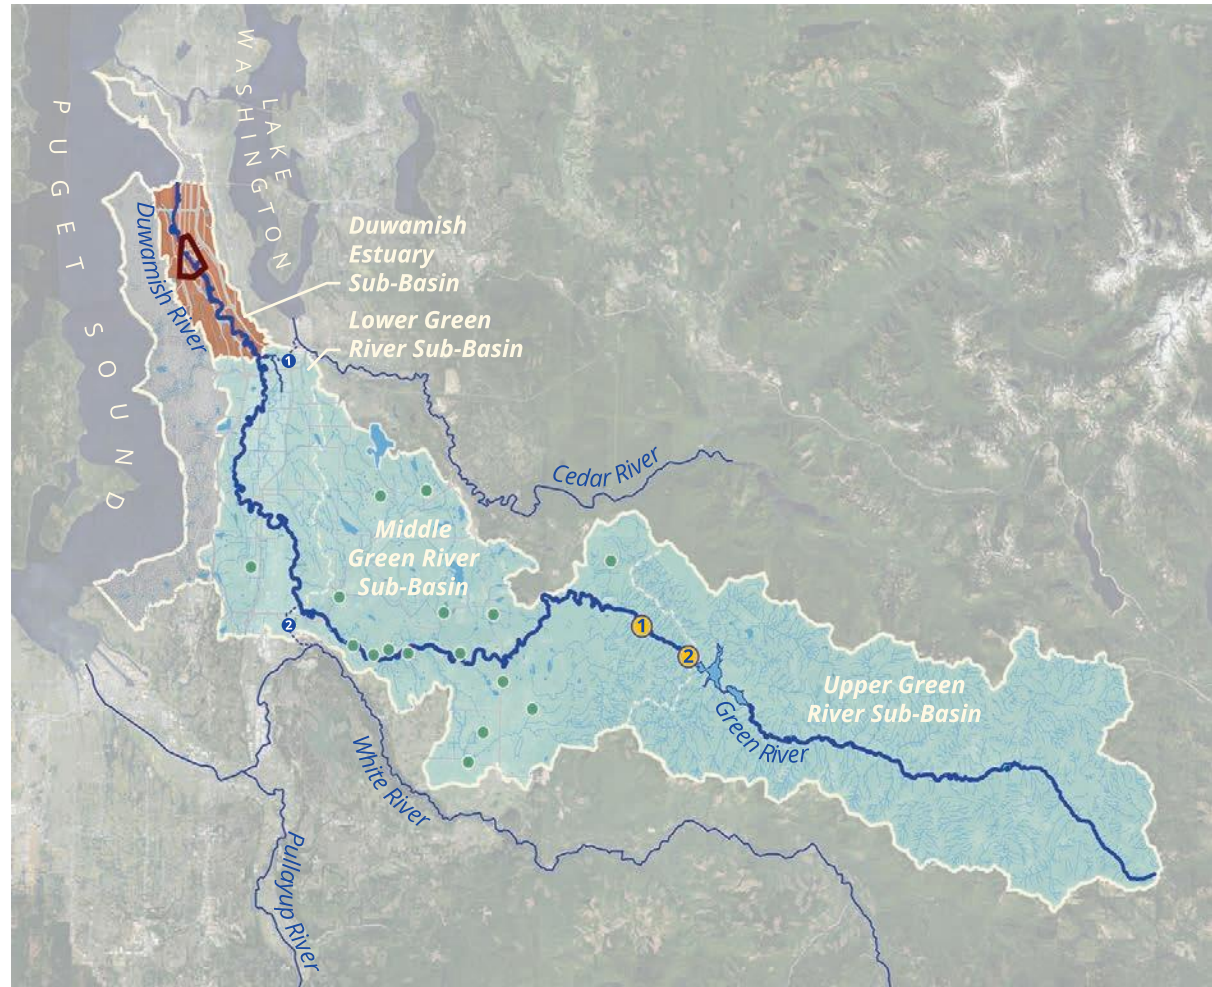 LAKE
WASHINGTON
PUGET SOUND
Duwamish River
Duwamish
Estuary
Sub-Basin
Lower Green
River Sub-Basin
1
Cedar River
Middle
Green River
Sub-Basin
2
1
2
Upper Green
River Sub-Basin
Green River
White River
Pullayup River